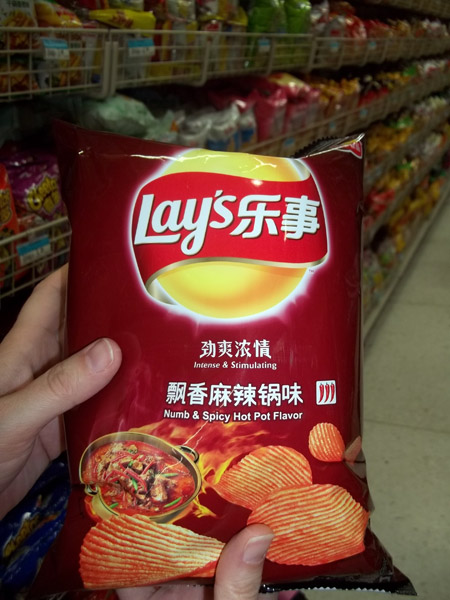 Lay's乐事
劲爽浓情
Intense & Stimulating
飘香麻辣锅味
Numb & Spicy Hot Pot Flavor